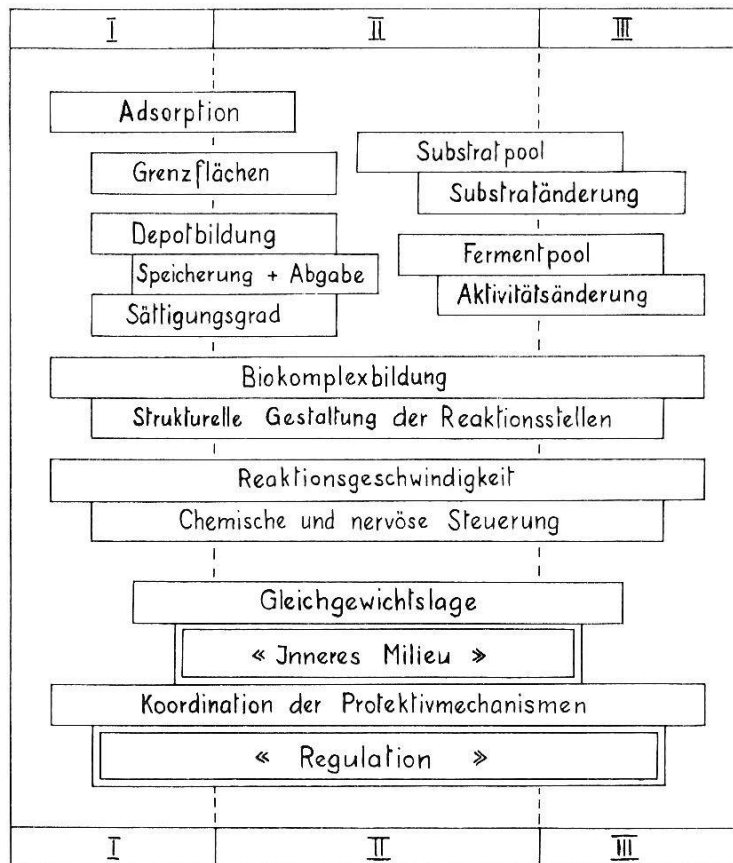 I II III
Adsorption
Grenzflächen
Depotbildung
Speicherung + Abgabe
Sättigungsgrad
Substratpool
Substratänderung
Fermentpool
Aktivitätsänderung
Biokomplexbildung
Strukturelle Gestaltung der Reaktionsstellen
Reaktionsgeschwindigkeit
Chemische und nervöse Steuerung
Gleichgewichtslage
« Inneres Milieu »
Koordination der Protektivmechanismen
« Regulation »
I II III